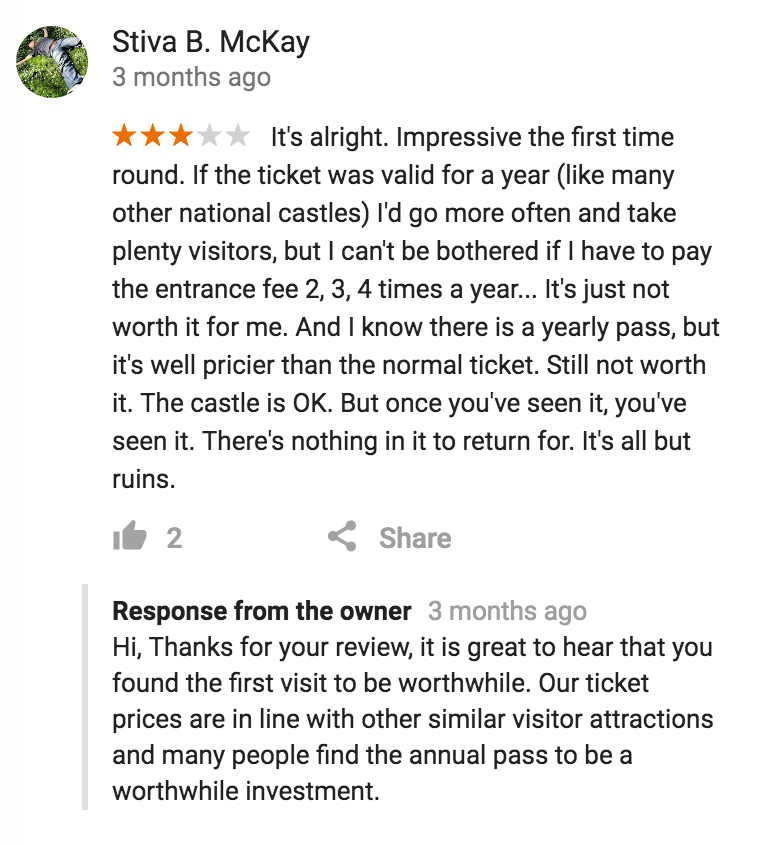 Stiva B. McKay
3 months ago
It's alright. Impressive the first time
round. If the ticket was valid for a year (like many
other national castles) I'd go more often and take
plenty visitors, but I can't be bothered if I have to pay
the entrance fee 2, 3, 4 times a year... It's just not
worth it for me. And I know there is a yearly pass, but
it's well pricier than the normal ticket. Still not worth
it. The castle is OK. But once you've seen it, you've
seen it. There's nothing in it to return for. It's all but
ruins.
2 Share
Response from the owner 3 months ago
Hi, Thanks for your review, it is great to hear that you
found the first visit to be worthwhile. Our ticket
prices are in line with other similar visitor attractions
and many people find the annual pass to be a
worthwhile investment.